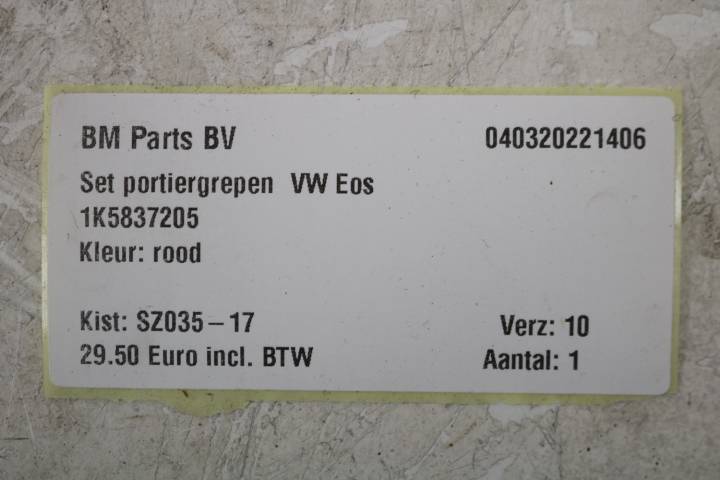 BM Parts BV 040320221406
Set portiergrepen VW Eos
1K5837205
Kleur: rood
Kist: SZ035-17 Verz: 10
29.50 Euro incl. BTW Aantal: 1